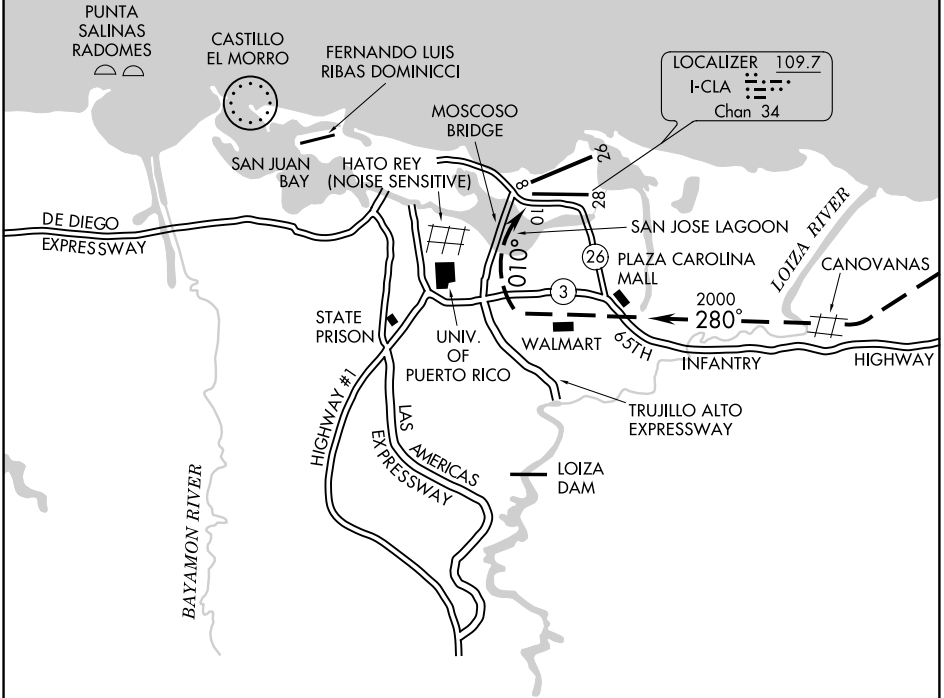 PUNTA
SALINAS
RADOMES
CASTILLO
EL MORRO
FERNANDO LUIS
RIBAS DOMINICCI
LOCALIZER 109.7
I-CLA
Chan 34
MOSCOSO
BRIDGE
SAN JUAN
BAY
HATO REY
(NOISE SENSITIVE)
8
26
10
28
DE DIEGO
EXPRESSWAY
SAN JOSE LAGOON
LOIZA RIVER
010°
26
PLAZA CAROLINA
MALL
CANOVANAS
3
2000
280°
STATE
PRISON
UNIV.
OF
PUERTO RICO
WALMART
65TH
INFANTRY
HIGHWAY
TRUJILLO ALTO
EXPRESSWAY
HIGHWAY #1
LAS AMERICAS
EXPRESSWAY
LOIZA
DAM
BAYAMON RIVER